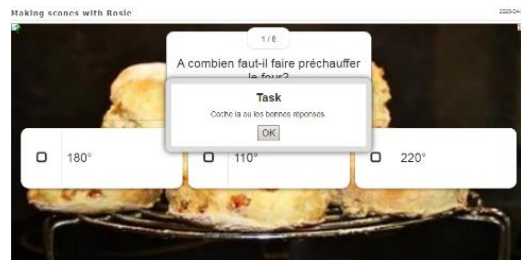 Making scones with Rosie
1 / 6
A combien faut-il faire préchauffer
le four?
Task
Coche la ou les bonnes réponses
OK
180°
110°
220°